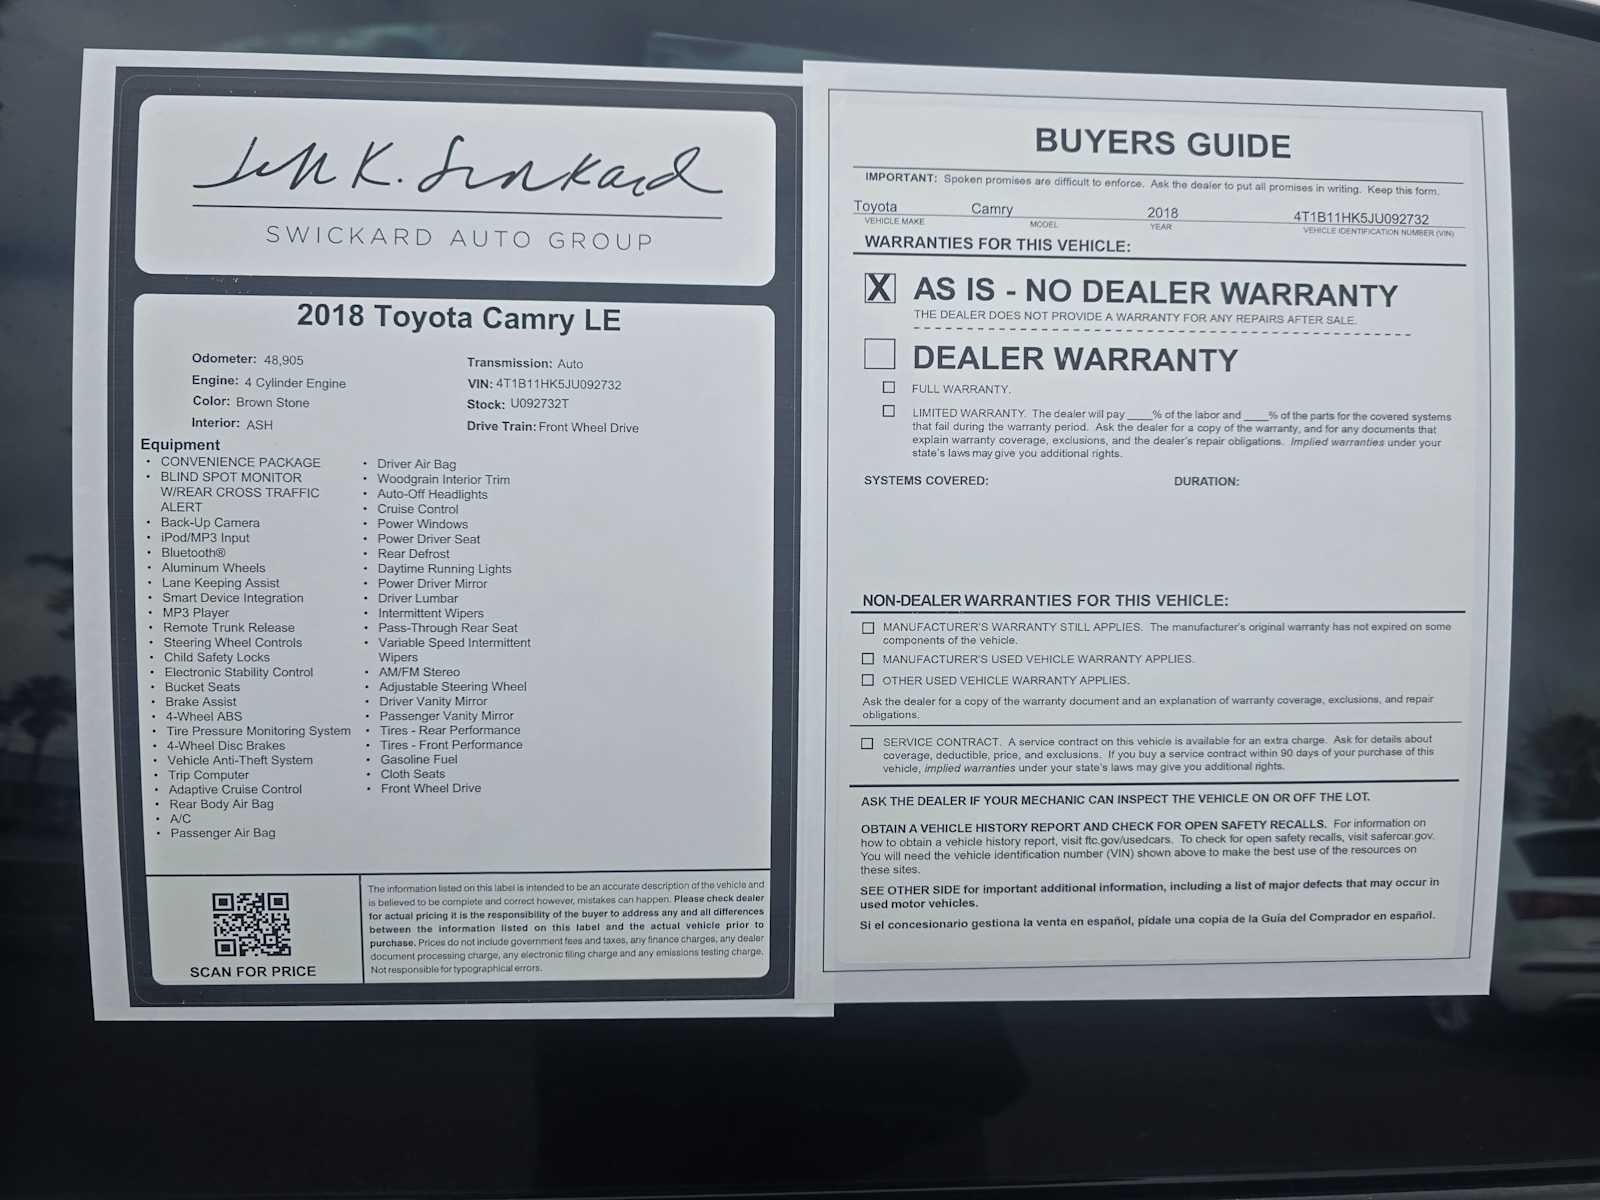 Jeff K. Swickard
SWICKARD AUTO GROUP
2018 Toyota Camry LE
Odometer: 48,905
Engine: 4 Cylinder Engine
Color: Brown Stone
Interior: ASH
Transmission: Auto
VIN: 4T1B11HK5JU092732
Stock: U092732T
Drive Train: Front Wheel Drive
Equipment
• CONVENIENCE PACKAGE
• BLIND SPOT MONITOR
W/REAR CROSS TRAFFIC
ALERT
• Back-Up Camera
• iPod/MP3 Input
• Bluetooth®
• Aluminum Wheels
• Lane Keeping Assist
• Smart Device Integration
• MP3 Player
• Remote Trunk Release
• Steering Wheel Controls
• Child Safety Locks
• Electronic Stability Control
• Bucket Seats
• Brake Assist
• 4-Wheel ABS
• Tire Pressure Monitoring System
• 4-Wheel Disc Brakes
• Vehicle Anti-Theft System
• Trip Computer
• Adaptive Cruise Control
• Rear Body Air Bag
• A/C
• Passenger Air Bag
• Driver Air Bag
• Woodgrain Interior Trim
• Auto-Off Headlights
• Cruise Control
• Power Windows
• Power Driver Seat
• Rear Defrost
• Daytime Running Lights
• Power Driver Mirror
• Driver Lumbar
• Intermittent Wipers
• Pass-Through Rear Seat
• Variable Speed Intermittent
Wipers
• AM/FM Stereo
• Adjustable Steering Wheel
• Driver Vanity Mirror
• Passenger Vanity Mirror
• Tires - Rear Performance
• Tires - Front Performance
• Gasoline Fuel
• Cloth Seats
• Front Wheel Drive
SCAN FOR PRICE
The information listed on this label is intended to be an accurate description of the vehicle and
is believed to be complete and correct however, mistakes can happen. Please check dealer
for actual pricing it is the responsibility of the buyer to address any and all differences
between the information listed on this label and the actual vehicle prior to
purchase. Prices do not include government fees and taxes, any finance charges, any dealer
document processing charge, any electronic filing charge and any emissions testing charge.
Not responsible for typographical errors.
BUYERS GUIDE
IMPORTANT: Spoken promises are difficult to enforce. Ask the dealer to put all promises in writing. Keep this form.
Toyota Camry 2018 4T1B11HK5JU092732
VEHICLE MAKE MODEL YEAR VEHICLE IDENTIFICATION NUMBER (VIN)
WARRANTIES FOR THIS VEHICLE:
X AS IS - NO DEALER WARRANTY
THE DEALER DOES NOT PROVIDE A WARRANTY FOR ANY REPAIRS AFTER SALE.
DEALER WARRANTY
FULL WARRANTY.
LIMITED WARRANTY. The dealer will pay ____% of the labor and ____% of the parts for the covered systems
that fail during the warranty period. Ask the dealer for a copy of the warranty, and for any documents that
explain warranty coverage, exclusions, and the dealer's repair obligations. Implied warranties under your
state's laws may give you additional rights.
SYSTEMS COVERED: DURATION:
NON-DEALER WARRANTIES FOR THIS VEHICLE:
MANUFACTURER'S WARRANTY STILL APPLIES. The manufacturer's original warranty has not expired on some
components of the vehicle.
MANUFACTURER'S USED VEHICLE WARRANTY APPLIES.
OTHER USED VEHICLE WARRANTY APPLIES.
Ask the dealer for a copy of the warranty document and an explanation of warranty coverage, exclusions, and repair
obligations.
SERVICE CONTRACT. A service contract on this vehicle is available for an extra charge. Ask for details about
coverage, deductible, price, and exclusions. If you buy a service contract within 90 days of your purchase of this
vehicle, implied warranties under your state's laws may give you additional rights.
ASK THE DEALER IF YOUR MECHANIC CAN INSPECT THE VEHICLE ON OR OFF THE LOT.
OBTAIN A VEHICLE HISTORY REPORT AND CHECK FOR OPEN SAFETY RECALLS. For information on
how to obtain a vehicle history report, visit ftc.gov/usedcars. To check for open safety recalls, visit safercar.gov.
You will need the vehicle identification number (VIN) shown above to make the best use of the resources on
these sites.
SEE OTHER SIDE for important additional information, including a list of major defects that may occur in
used motor vehicles.
Si el concesionario gestiona la venta en español, pídale una copia de la Guía del Comprador en español.